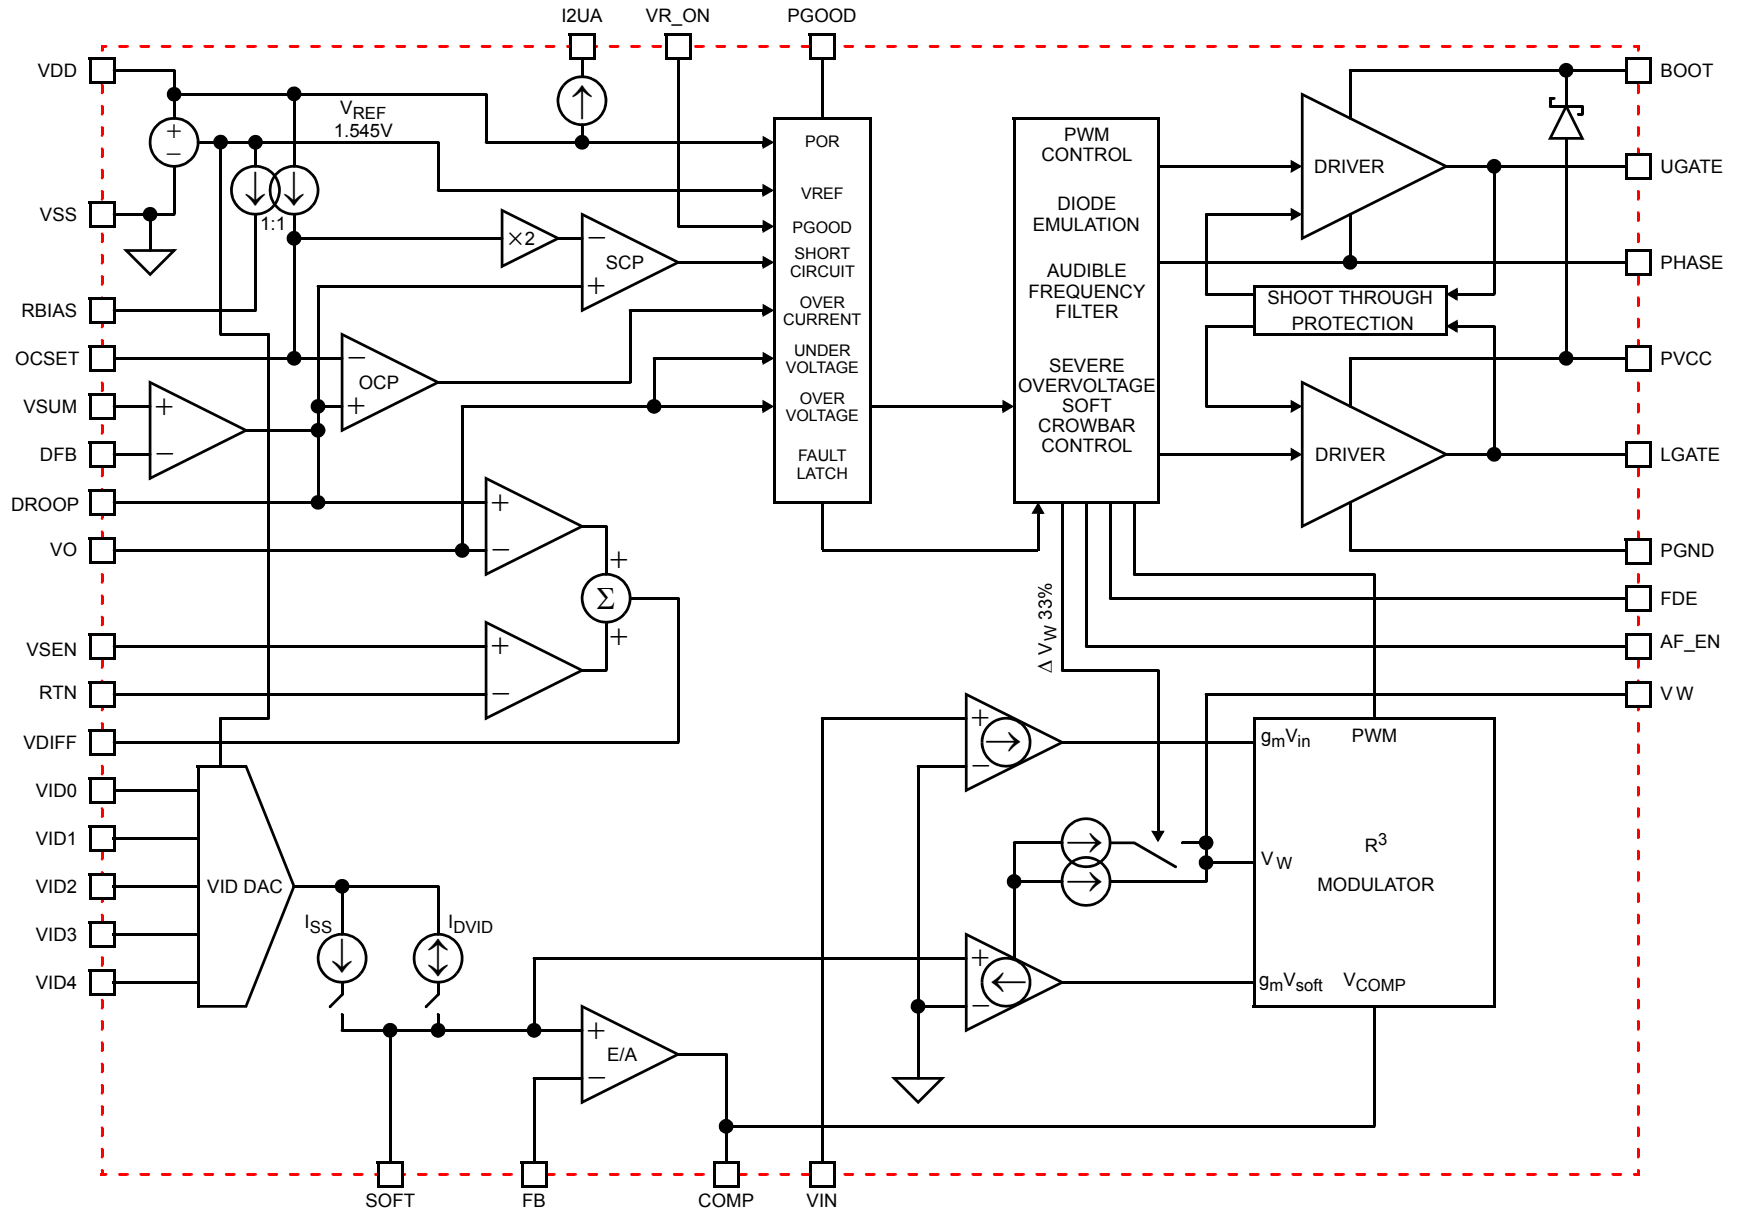 I2UA
VR_ON
PGOOD
VDD
VSS
RBIAS
OCSET
VSUM
DFB
DROOP
VO
VSEN
RTN
VDIFF
VID0
VID1
VID2
VID3
VID4
+
−
VREF
1.545V
1:1
×2
−
SCP
+
−
OCP
+
+
−
+
−
+
Σ
+
+
−
VID DAC
ISS
IDVID
+
E/A
−
POR
VREF
PGOOD
SHORT
CIRCUIT
OVER
CURRENT
UNDER
VOLTAGE
OVER
VOLTAGE
FAULT
LATCH
PWM
CONTROL
DIODE
EMULATION
AUDIBLE
FREQUENCY
FILTER
SEVERE
OVERVOLTAGE
SOFT
CROWBAR
CONTROL
DRIVER
SHOOT THROUGH
PROTECTION
DRIVER
Δ VW 33%
+
−
+
−
gmVin
PWM
VW
R3
MODULATOR
gmVsoft
VCOMP
BOOT
UGATE
PHASE
PVCC
LGATE
PGND
FDE
AF_EN
VW
SOFT
FB
COMP
VIN